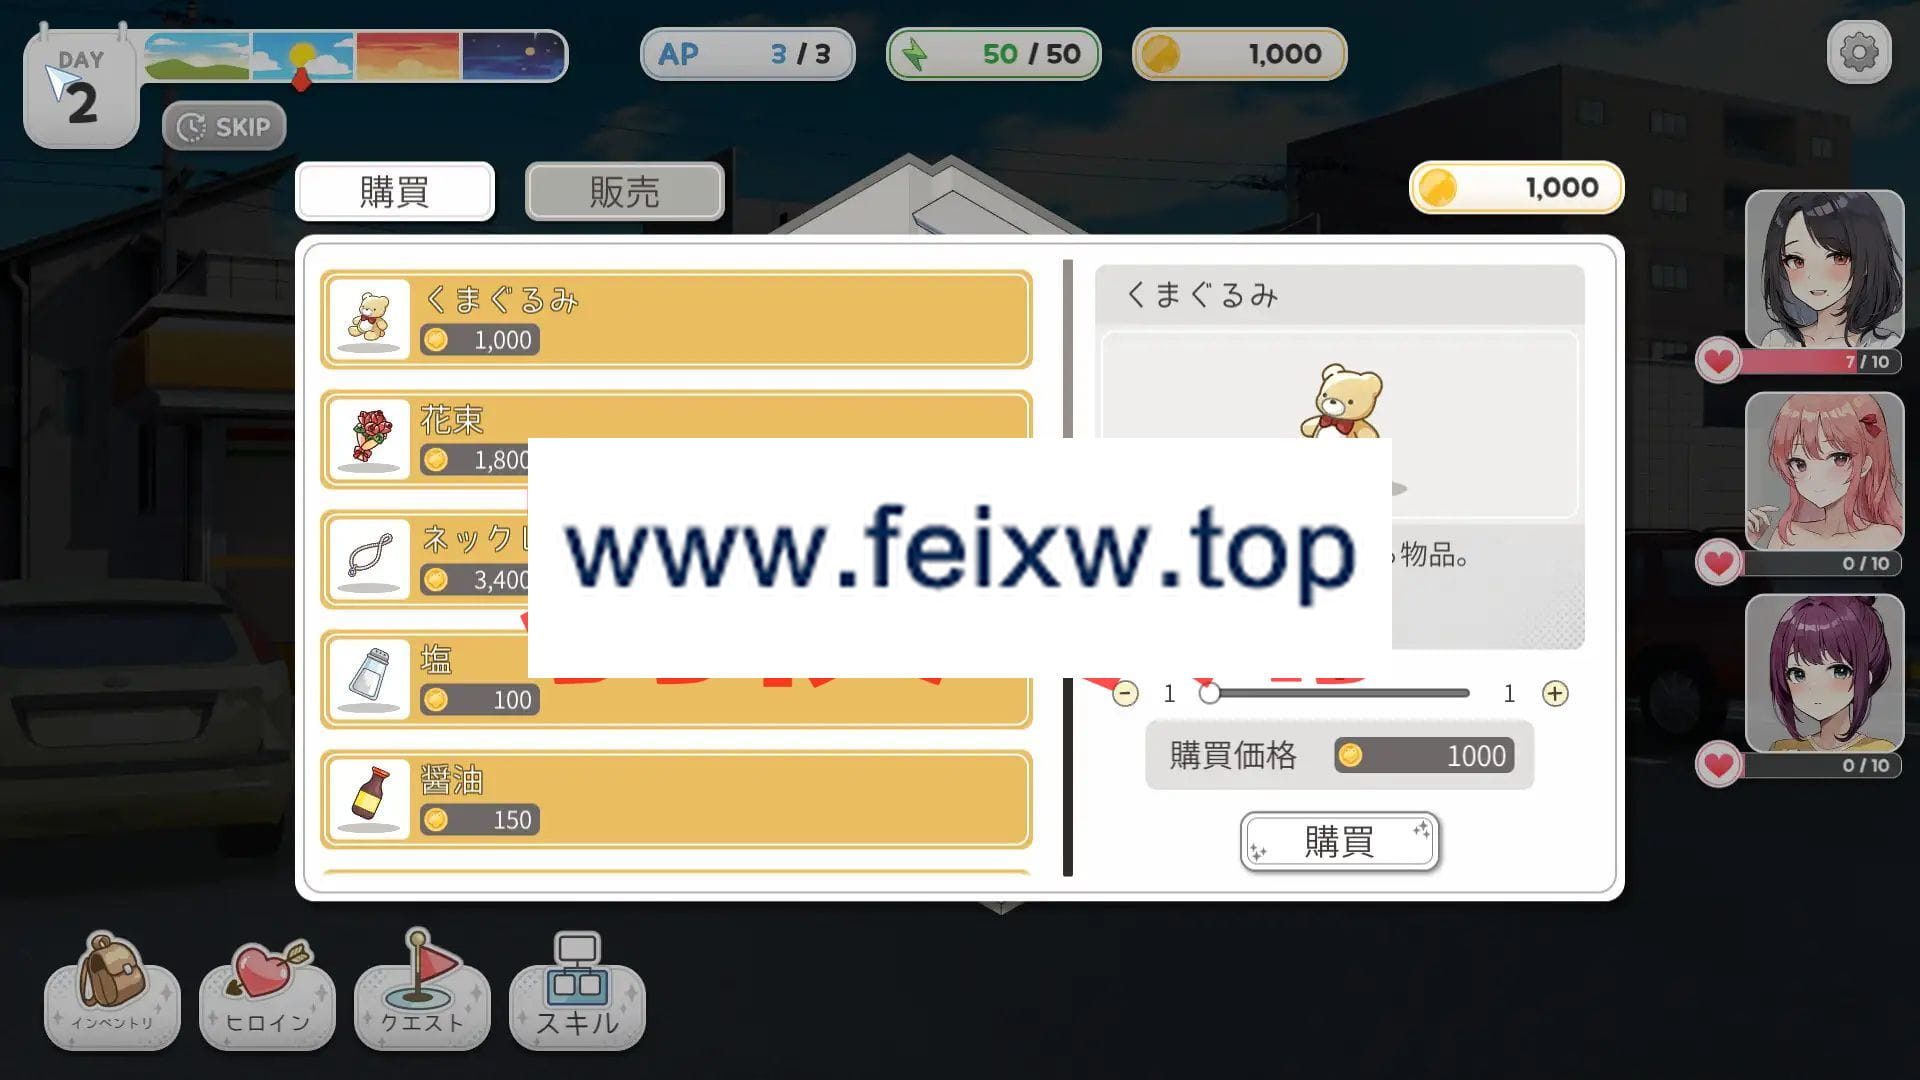 DAY
2
SKIP
AP 3 / 3
50 / 50
1,000
購買
販売
1,000
くまぐるみ
1,000
花束
1,800
ネックレ
3,400
塩
100
醤油
150
くまぐるみ
物品。
www.feixw.top
- 1 1 +
購買価格 1000
購買
7 / 10
0 / 10
0 / 10
インベントリ
ヒロイン
クエスト
スキル